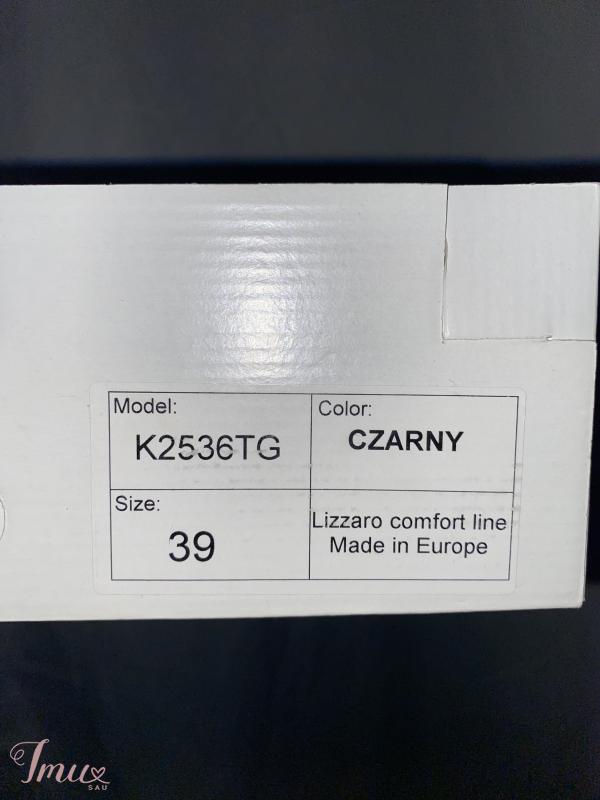 Model:
K2536TG
Color:
CZARNY
Size:
39
Lizzaro comfort line
Made in Europe
Imu
SAU